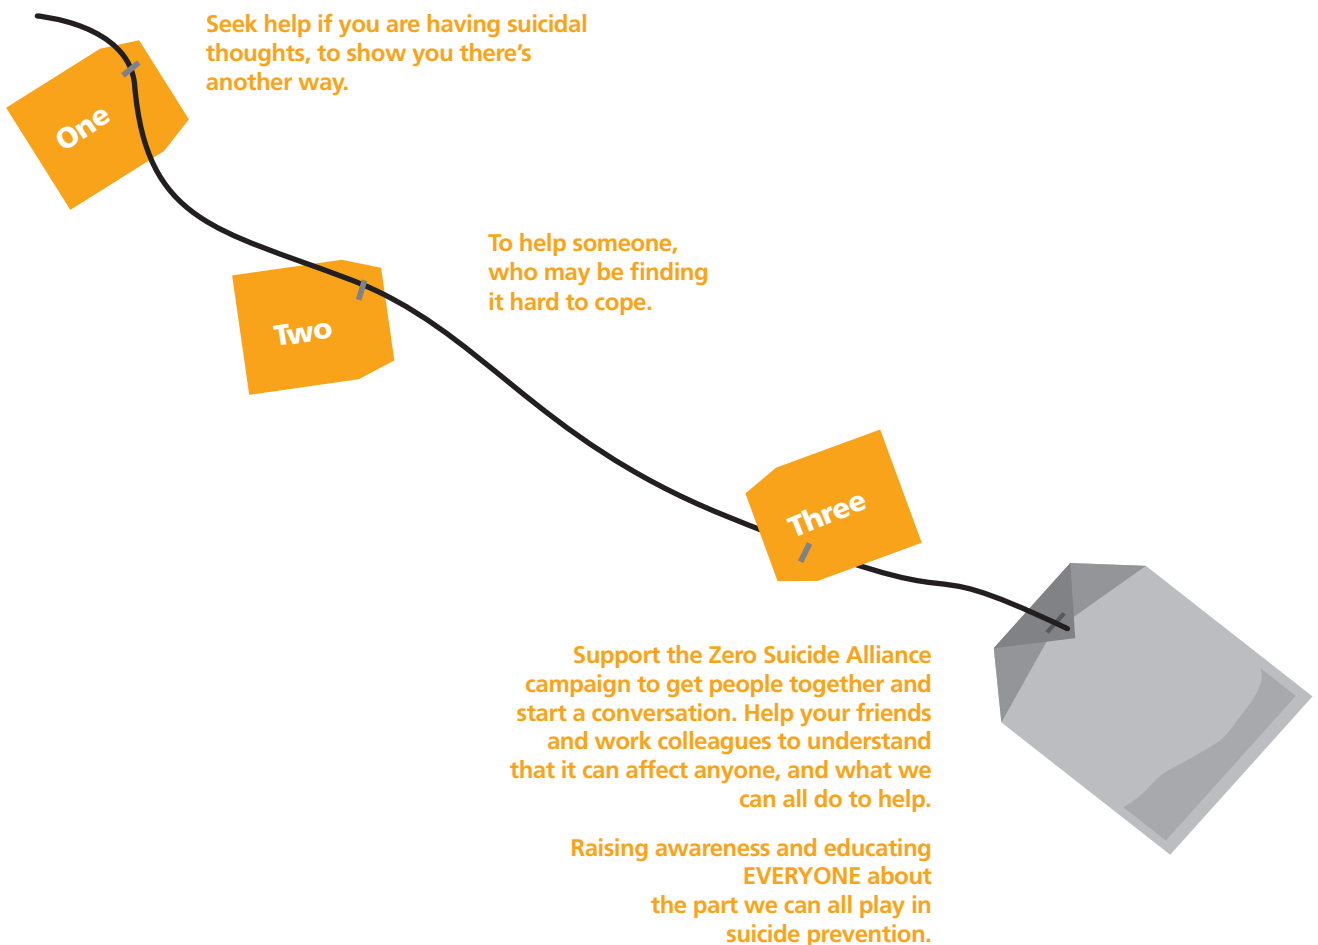 Seek help if you are having suicidal
thoughts, to show you there's
another way.
One
To help someone,
who may be finding
it hard to cope.
Two
Three
Support the Zero Suicide Alliance
campaign to get people together and
start a conversation. Help your friends
and work colleagues to understand
that it can affect anyone, and what we
can all do to help.
Raising awareness and educating
EVERYONE about
the part we can all play in
suicide prevention.